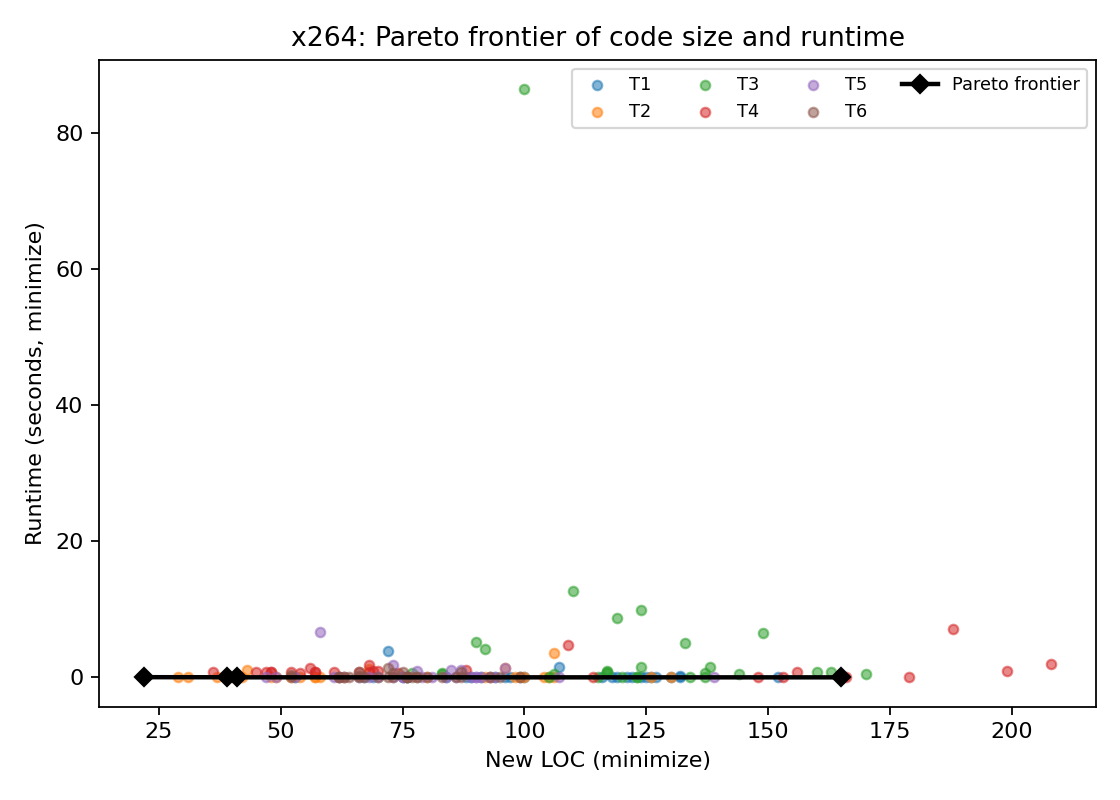 x264: Pareto frontier of code size and runtime
T1 T3 T5 Pareto frontier
T2 T4 T6
Runtime (seconds, minimize)
80
60
40
20
0
25 50 75 100 125 150 175 200
New LOC (minimize)